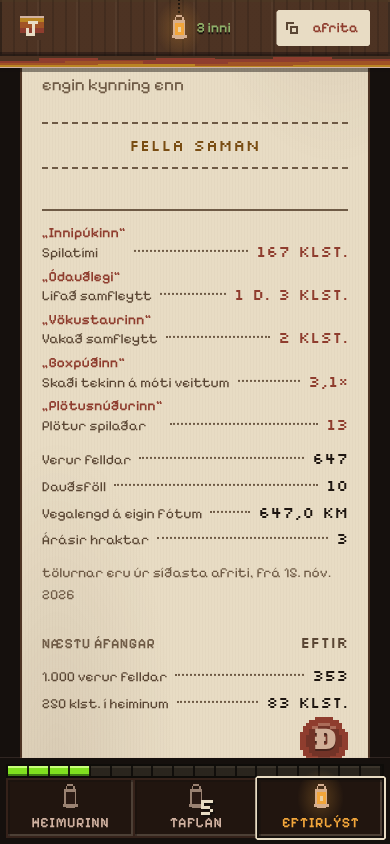 J
3 inni
afrita
engin kynning enn
FELLA SAMAN
„Innipúkinn“
Spilatími 167 KLST.
„Ódauðlegi“
Lifað samfleytt 1 D. 3 KLST.
„Vökustaurinn“
Vakað samfleytt 2 KLST.
„Boxpúðinn“
Skaði tekinn á móti veittum 3,1×
„Plötusnúðurinn“
Plötur spilaðar 13
Verur felldar 647
Dauðsföll 10
Vegalengd á eigin fótum 647,0 KM
Árásir hraktar 3
tölurnar eru úr síðasta afriti, frá 18. nóv.
2026
NÆSTU ÁFANGAR EFTIR
1.000 verur felldar 353
250 klst. í heiminum 83 KLST.
Ð
5
HEIMURINN TAFLAN EFTIRLÝST